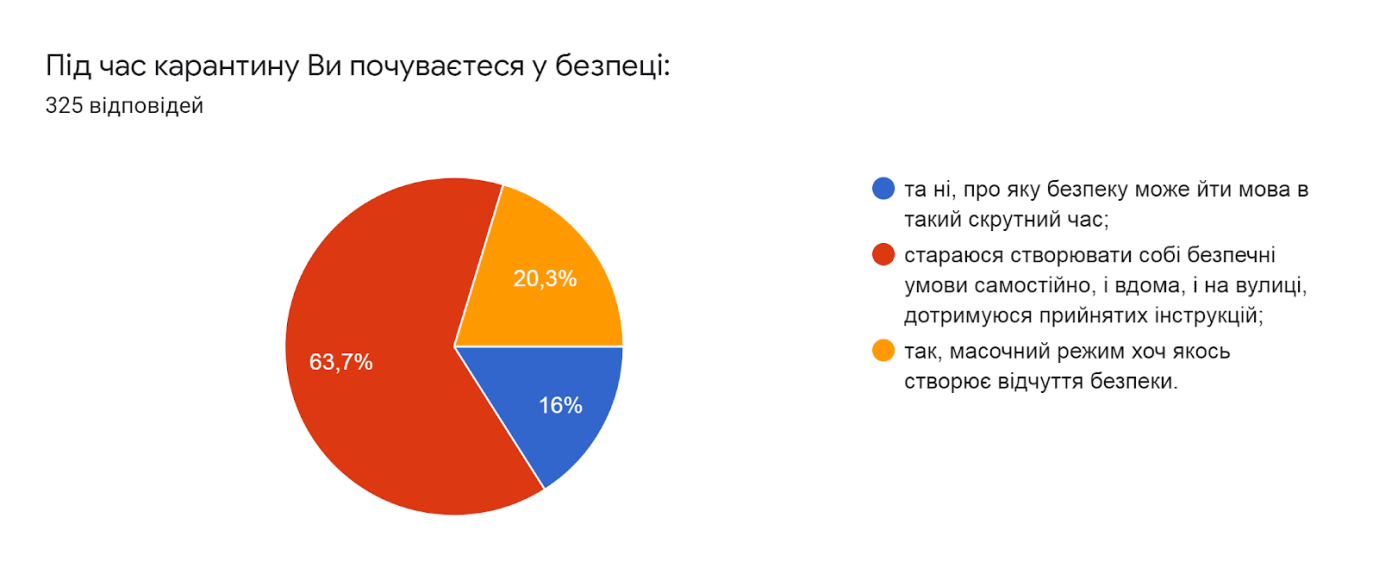 Під час карантину Ви почуваєтеся у безпеці:
325 відповідей
та ні, про яку безпеку може йти мова в
такий скрутний час;
стараюся створювати собі безпечні
умови самостійно, і вдома, і на вулиці,
дотримуюся прийнятих інструкцій;
так, масочний режим хоч якось
створює відчуття безпеки.
20,3%
63,7%
16%